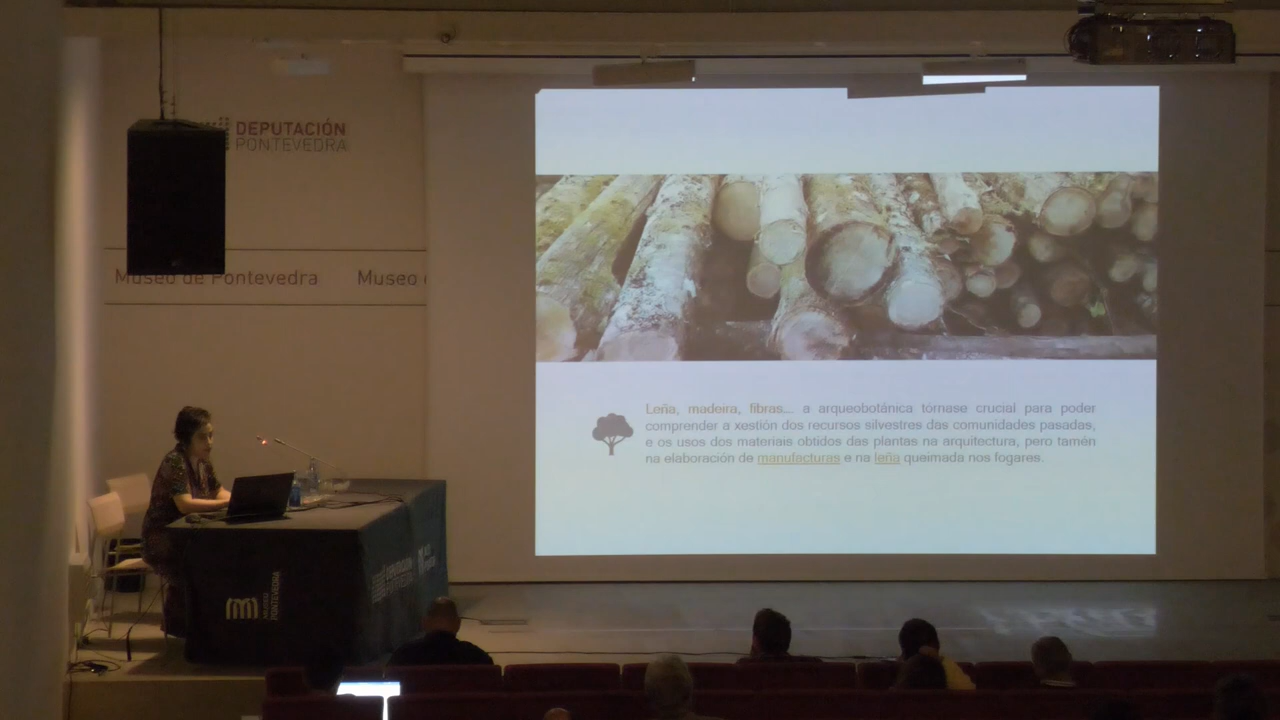 DEPUTACIÓN
PONTEVEDRA
Museo de Pontevedra Museo
Leña, madeira, fibras... a arqueobotánica tórnase crucial para poder
comprender a xestión dos recursos silvestres das comunidades pasadas,
e os usos dos materiais obtidos das plantas na arquitectura, pero tamén
na elaboración de manufacturas e na leña queimada nos fogares.
MUSEO
PONTEVEDRA